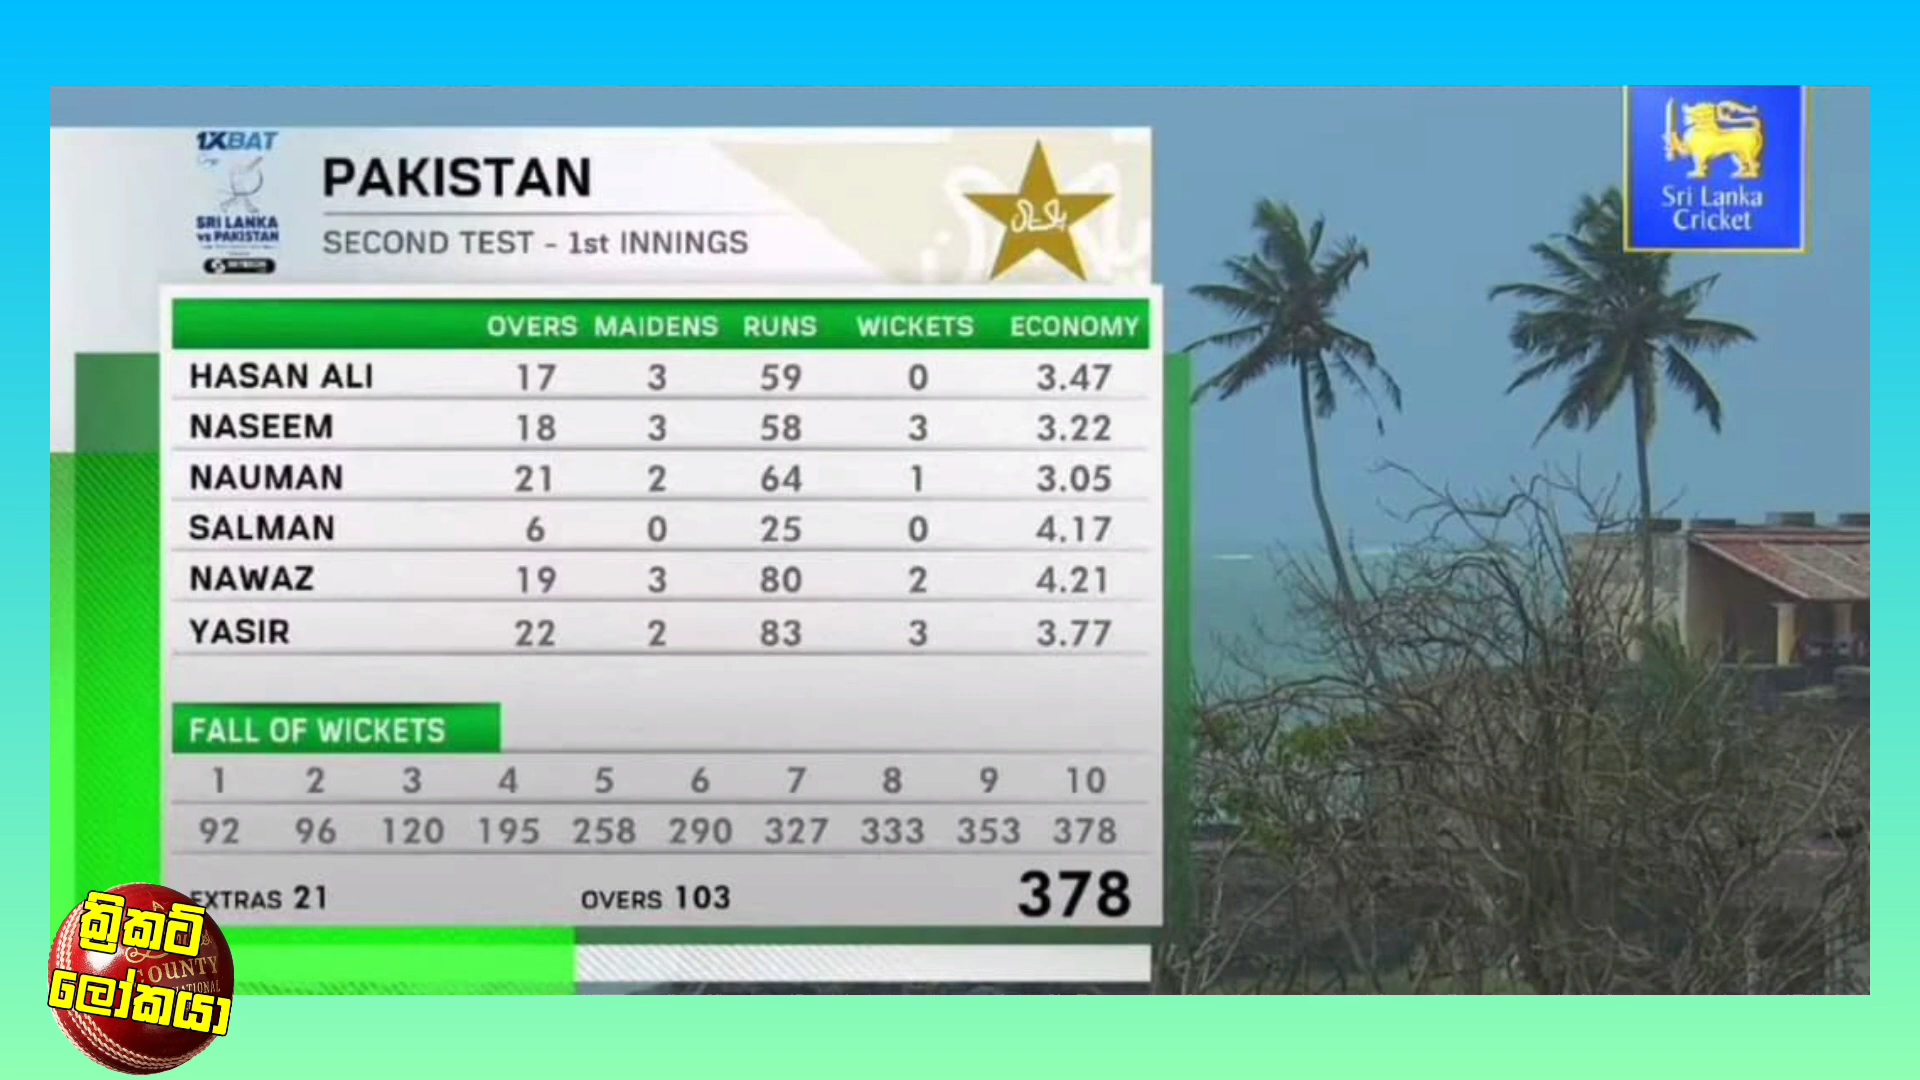 1XBAT
SRI LANKA
vs PAKISTAN
PAKISTAN
SECOND TEST - 1st INNINGS
Sri Lanka
Cricket
OVERS MAIDENS RUNS WICKETS ECONOMY
HASAN ALI 17 3 59 0 3.47
NASEEM 18 3 58 3 3.22
NAUMAN 21 2 64 1 3.05
SALMAN 6 0 25 0 4.17
NAWAZ 19 3 80 2 4.21
YASIR 22 2 83 3 3.77
FALL OF WICKETS
1 2 3 4 5 6 7 8 9 10
92 96 120 195 258 290 327 333 353 378
EXTRAS 21 OVERS 103 378
ක්‍රිකට්
COUNTY
ලෝකයා